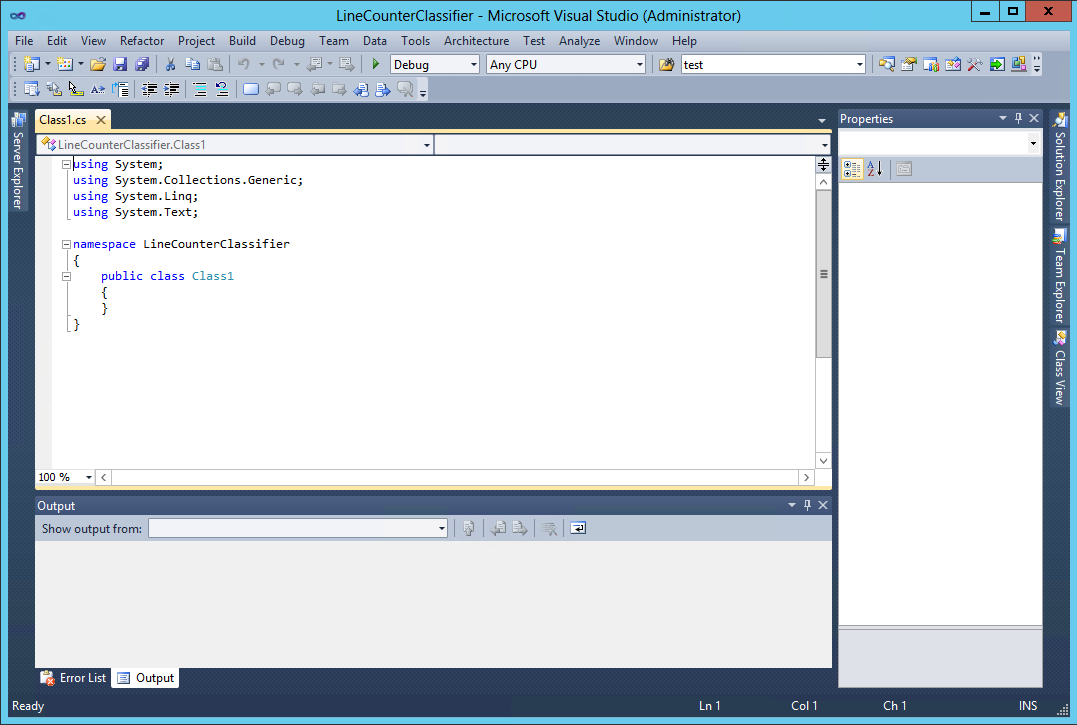 LineCounterClassifier - Microsoft Visual Studio (Administrator)
File Edit View Refactor Project Build Debug Team Data Tools Architecture Test Analyze Window Help
Debug Any CPU test
Server Explorer
Class1.cs
LineCounterClassifier.Class1
using System;
using System.Collections.Generic;
using System.Linq;
using System.Text;
namespace LineCounterClassifier
{
public class Class1
{
}
}
100 %
Output
Show output from:
Error List Output
Properties
Solution Explorer
Team Explorer
Class View
Ready Ln 1 Col 1 Ch 1 INS